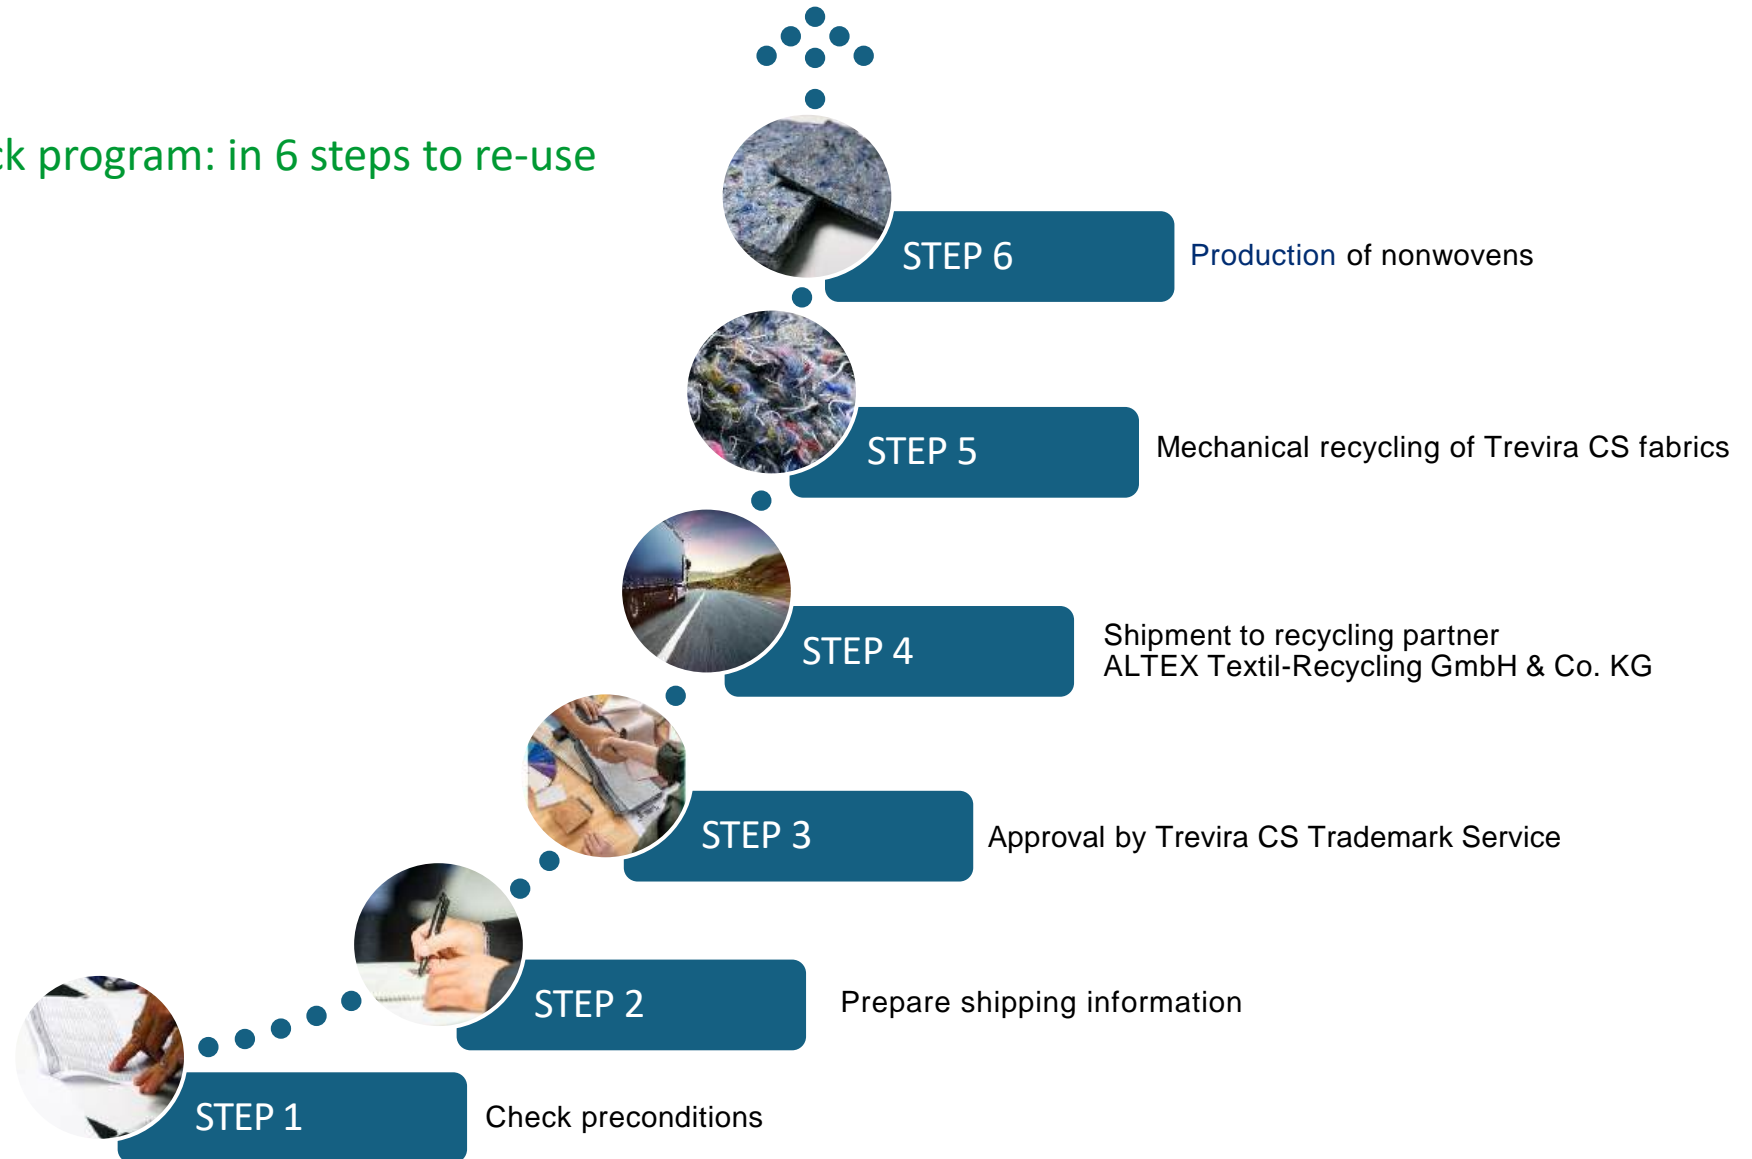 program: in 6 steps to re-use
STEP 6
Production of nonwovens
STEP 5
Mechanical recycling of Trevira CS fabrics
STEP 4
Shipment to recycling partner
ALTEX Textil-Recycling GmbH & Co. KG
STEP 3
Approval by Trevira CS Trademark Service
STEP 2
Prepare shipping information
STEP 1
Check preconditions